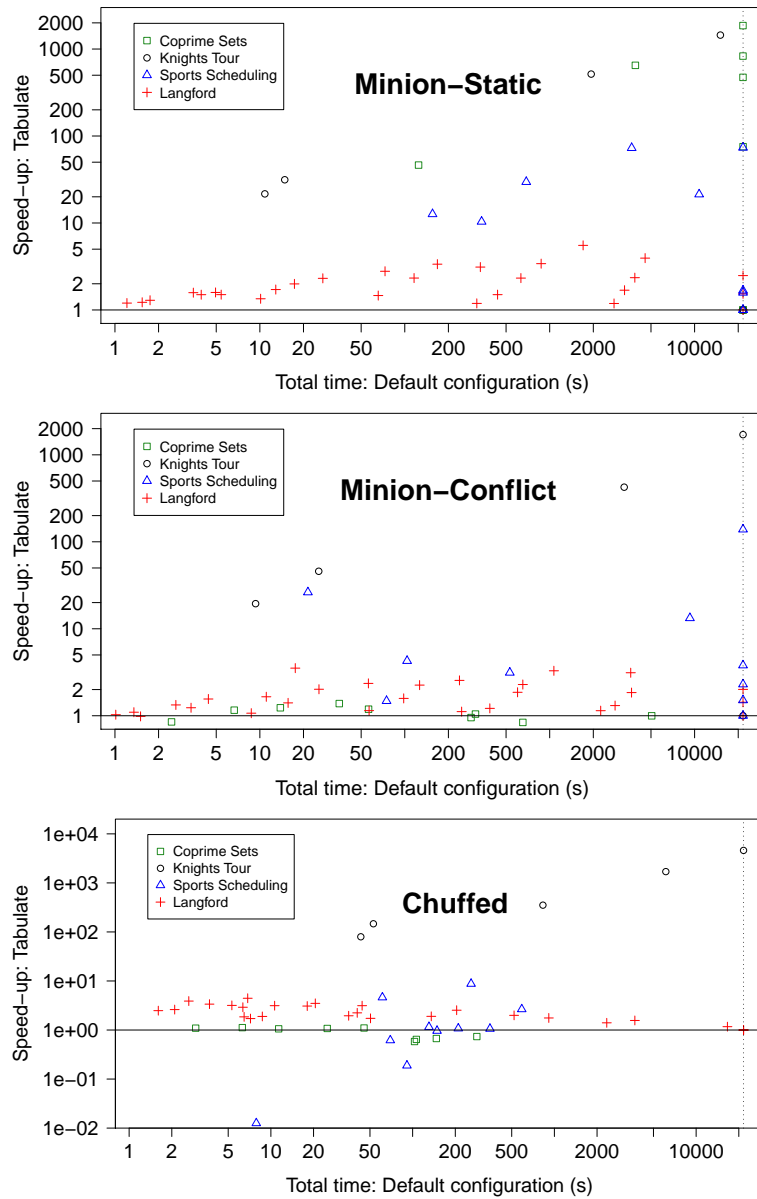 Minion−Static
Speed−up: Tabulate
2000
1000
500
200
100
50
20
10
5
2
1
Coprime Sets
Knights Tour
Sports Scheduling
Langford
1 2 5 10 20 50 200 500 2000 10000
Total time: Default configuration (s)
Minion−Conflict
Speed−up: Tabulate
2000
1000
500
200
100
50
20
10
5
2
1
Coprime Sets
Knights Tour
Sports Scheduling
Langford
1 2 5 10 20 50 200 500 2000 10000
Total time: Default configuration (s)
Chuffed
Speed−up: Tabulate
1e+04
1e+03
1e+02
1e+01
1e+00
1e−01
1e−02
Coprime Sets
Knights Tour
Sports Scheduling
Langford
1 2 5 10 20 50 200 500 2000 10000
Total time: Default configuration (s)